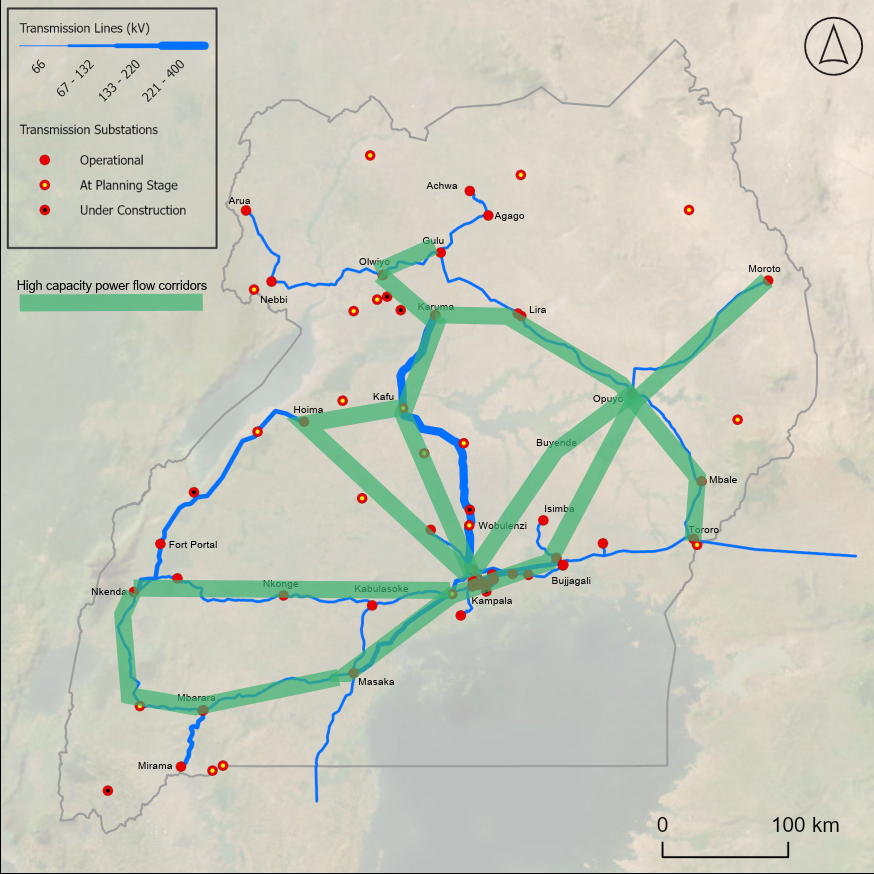 Transmission Lines (kV)
66
67 - 132
133 - 220
221 - 400
Transmission Substations
Operational
At Planning Stage
Under Construction
High capacity power flow corridors
Achwa
Arua
Agago
Gulu
Olwiyo
Moroto
Nebbi
Karuma
Lira
Kafu
Opuyo
Hoima
Buyende
Mbale
Isimba
Wobulenzi
Tororo
Fort Portal
Bujjagali
Nkenda
Nkonge
Kabulasoke
Kampala
Masaka
Mbarara
Mirama
0
100 km